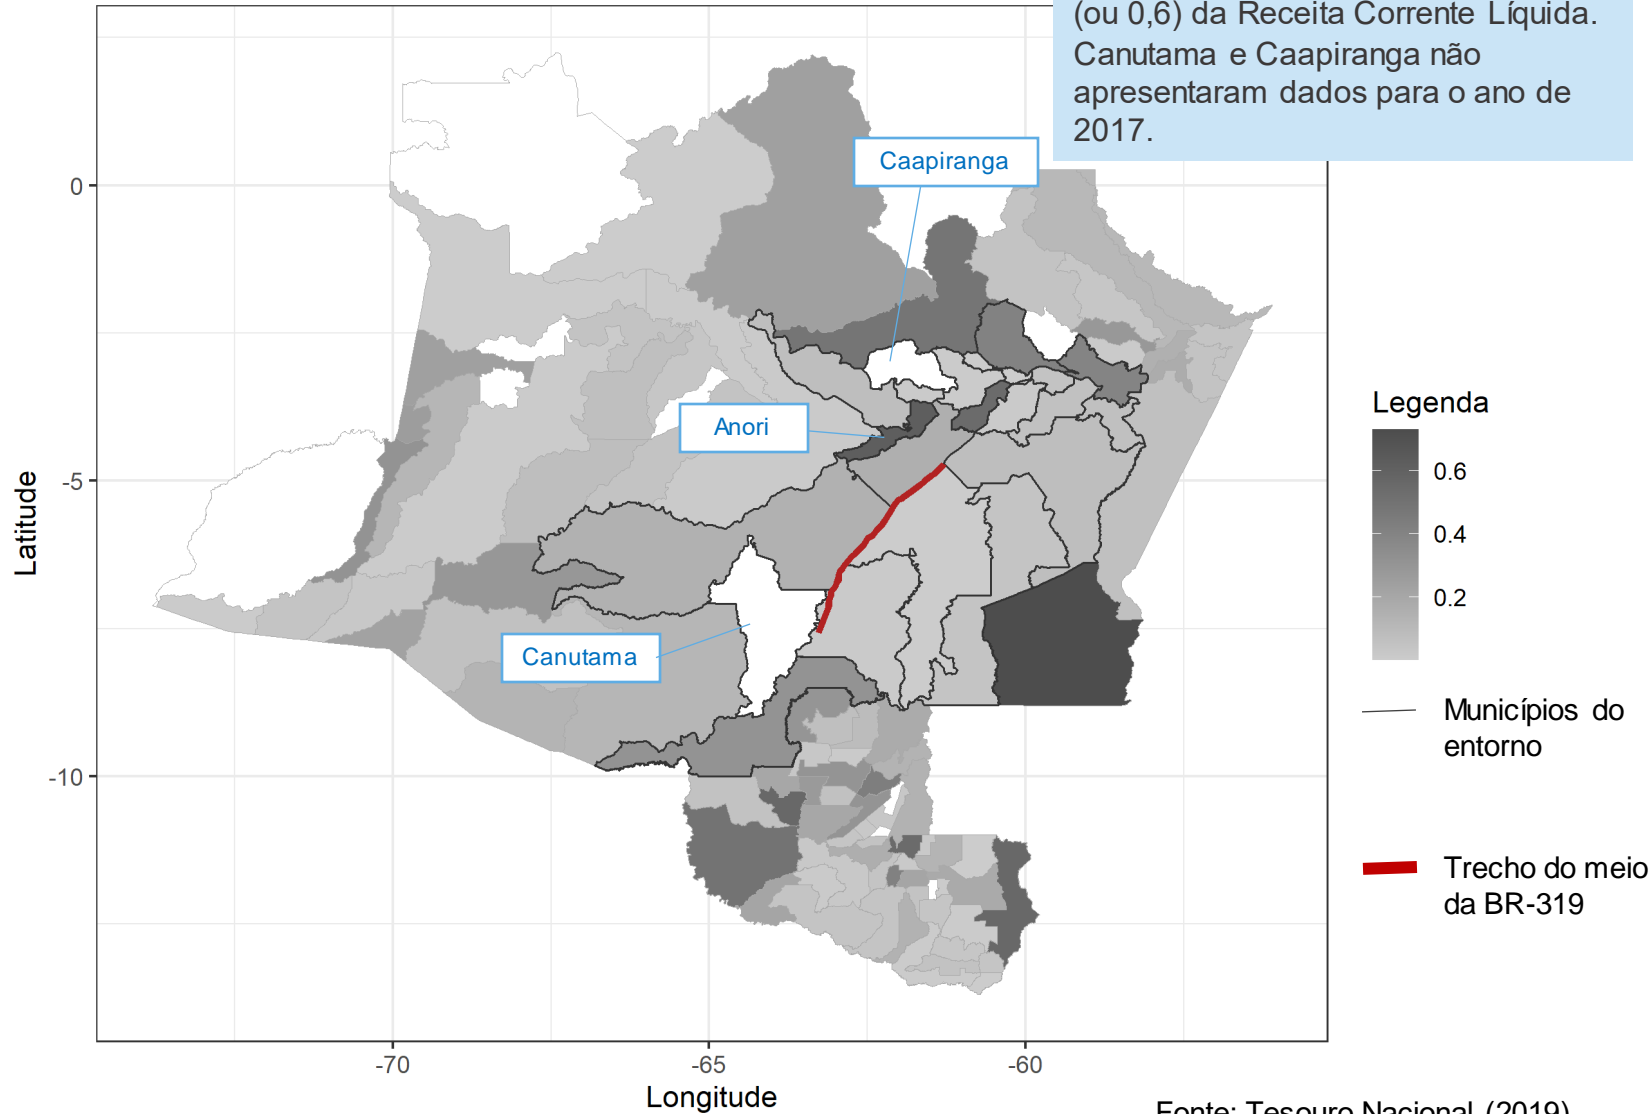 (ou 0,6) da Receita Corrente Líquida.
Canutama e Caapiranga não
apresentaram dados para o ano de
2017.
Caapiranga
Anori
Canutama
0
-5
-10
Latitude
-70
-65
-60
Longitude
Legenda
0.6
0.4
0.2
Municípios do
entorno
Trecho do meio
da BR-319
Fonte: Tesouro Nacional (2019)